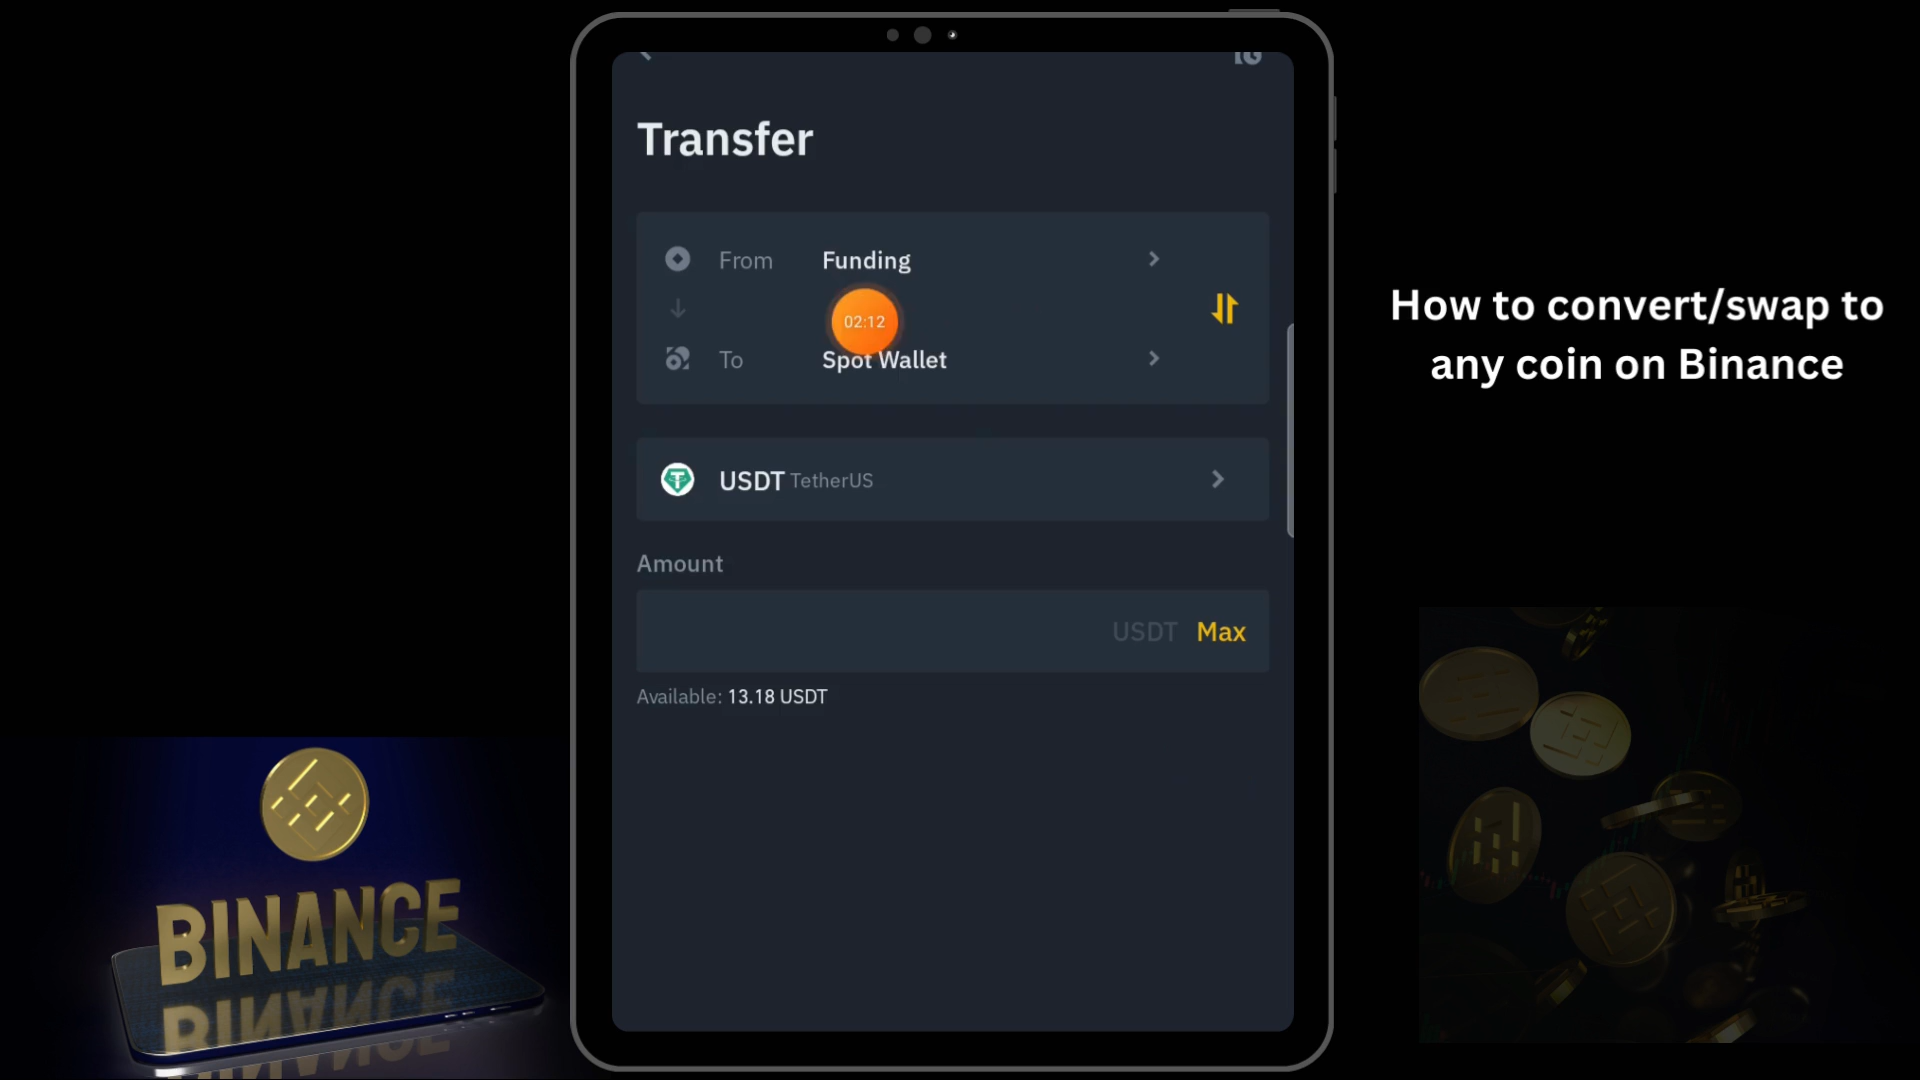 Transfer
From Funding
02:12
To Spot Wallet
USDT TetherUS
Amount
USDT Max
Available: 13.18 USDT
How to convert/swap to
any coin on Binance
BINANCE